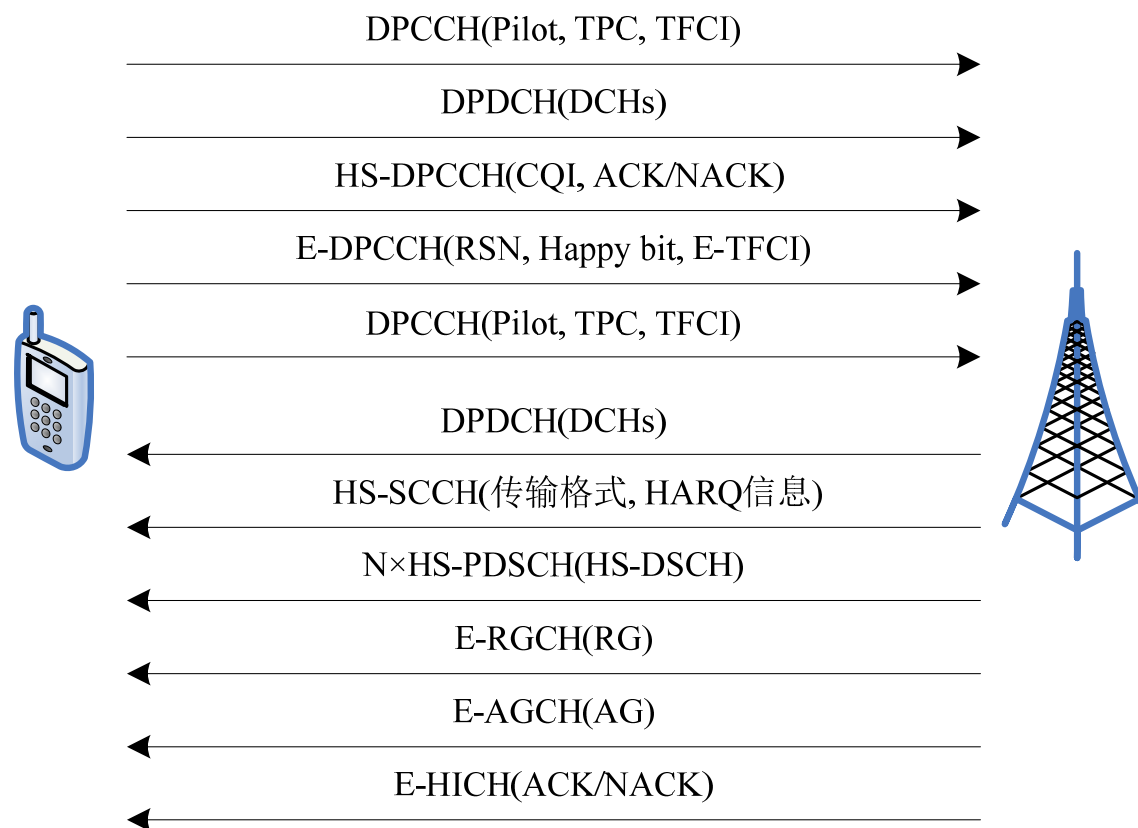 DPCCH(Pilot, TPC, TFCI)
DPDCH(DCHs)
HS-DPCCH(CQI, ACK/NACK)
E-DPCCH(RSN, Happy bit, E-TFCI)
DPCCH(Pilot, TPC, TFCI)
DPDCH(DCHs)
HS-SCCH(传输格式, HARQ信息)
N×HS-PDSCH(HS-DSCH)
E-RGCH(RG)
E-AGCH(AG)
E-HICH(ACK/NACK)